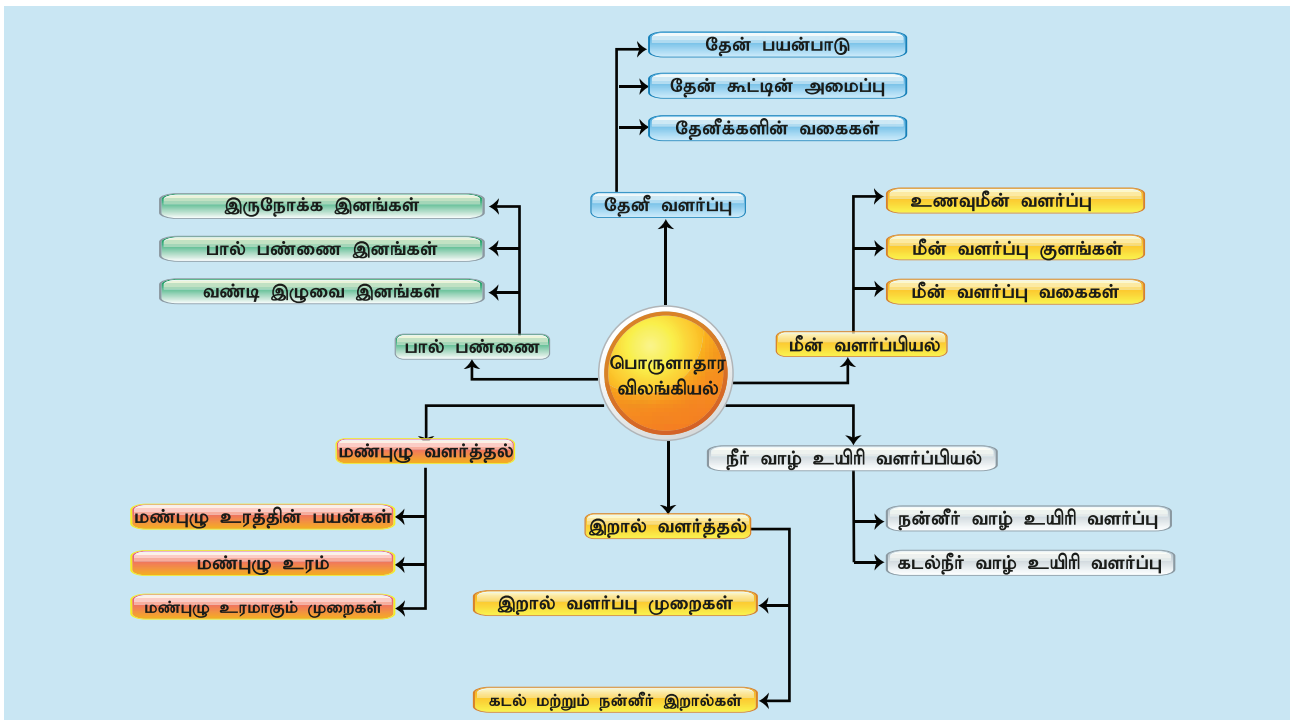 தேன் பயன்பாடு
தேன் கூட்டின் அமைப்பு
தேனீக்களின் வகைகள்
தேனீ வளர்ப்பு
இருநோக்க இனங்கள்
பால் பண்ணை இனங்கள்
வண்டி இழுவை இனங்கள்
பால் பண்ணை
உணவுமீன் வளர்ப்பு
மீன் வளர்ப்பு குளங்கள்
மீன் வளர்ப்பு வகைகள்
மீன் வளர்ப்பியல்
பொருளாதார
விலங்கியல்
மண்புழு வளர்த்தல்
மண்புழு உரத்தின் பயன்கள்
மண்புழு உரம்
மண்புழு உரமாகும் முறைகள்
இறால் வளர்த்தல்
இறால் வளர்ப்பு முறைகள்
கடல் மற்றும் நன்னீர் இறால்கள்
நீர் வாழ் உயிரி வளர்ப்பியல்
நன்னீர் வாழ் உயிரி வளர்ப்பு
கடல்நீர் வாழ் உயிரி வளர்ப்பு